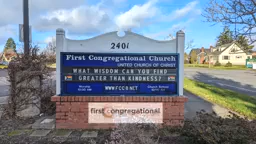 2401
First Congregational Church
UNITED CHURCH OF CHRIST
WHAT WISDOM CAN YOU FIND
GREATER THAN KINDNESS?
WWW.FCCB.NET
first congregational